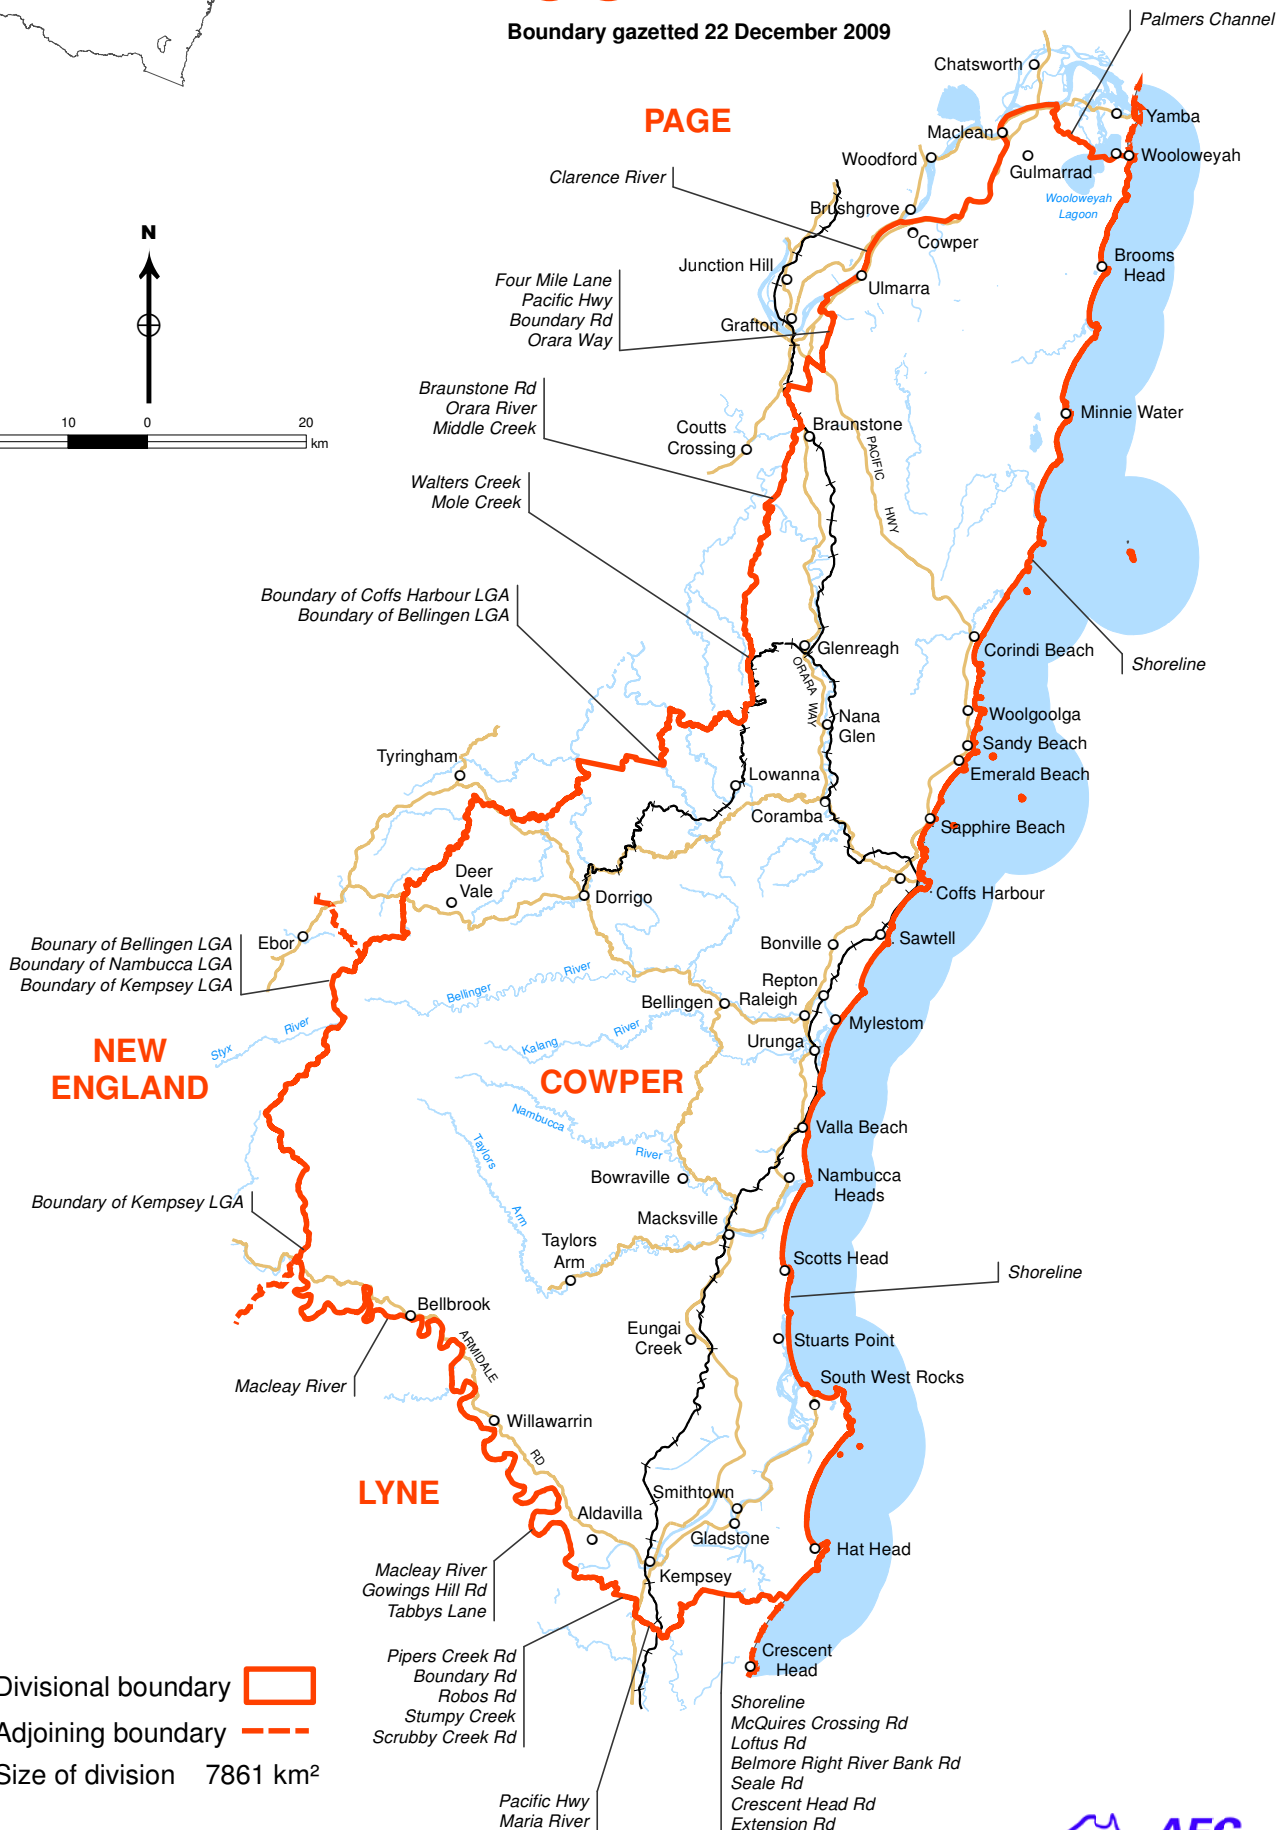 Boundary gazetted 22 December 2009
Palmers Channel
Chatsworth
PAGE
Yamba
Maclean
Woodford
Wooloweyah
Gulmarrad
Clarence River
Wooloweyah
Lagoon
Brushgrove
N
Cowper
Junction Hill
Brooms
Head
Four Mile Lane
Pacific Hwy
Boundary Rd
Orara Way
Ulmarra
Grafton
Braunstone Rd
Orara River
Middle Creek
Minnie Water
10
0
20
km
Coutts
Crossing
Braunstone
PACIFIC
HWY
Walters Creek
Mole Creek
Boundary of Coffs Harbour LGA
Boundary of Bellingen LGA
Glenreagh
Corindi Beach
Shoreline
ORARA
WAY
Nana
Glen
Woolgoolga
Sandy Beach
Tyringham
Lowanna
Emerald Beach
Coramba
Sapphire Beach
Deer
Vale
Dorrigo
Coffs Harbour
Ebor
Bounary of Bellingen LGA
Boundary of Nambucca LGA
Boundary of Kempsey LGA
Bonville
Sawtell
Bellinger
River
Repton
Raleigh
Bellingen
Mylestom
Styx
River
Kalang
River
Urunga
NEW
ENGLAND
COWPER
Nambucca
River
Valla Beach
Taylors
Arm
Bowraville
Nambucca
Heads
Boundary of Kempsey LGA
Macksville
Taylors
Arm
Scotts Head
Shoreline
Bellbrook
Eungai
Creek
Stuarts Point
ARMIDALE
RD
South West Rocks
Macleay River
Willawarrin
LYNE
Smithtown
Aldavilla
Gladstone
Hat Head
Macleay River
Gowings Hill Rd
Tabbys Lane
Kempsey
Pipers Creek Rd
Boundary Rd
Robos Rd
Stumpy Creek
Scrubby Creek Rd
Crescent
Head
Divisional boundary
Adjoining boundary
Size of division 7861 km²
Shoreline
McQuires Crossing Rd
Loftus Rd
Belmore Right River Bank Rd
Seale Rd
Crescent Head Rd
Extension Rd
Pacific Hwy
Maria River
AEC